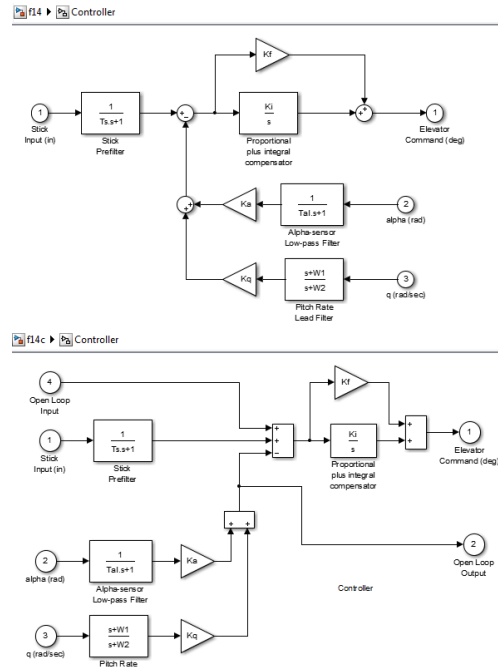 f14 ▶ Controller
Kf
1
Stick
Input (in)
1
Ts.s+1
Stick
Prefilter
+
−
Ki
s
Proportional
plus integral
compensator
+
+
1
Elevator
Command (deg)
+
+
Ka
1
Tal.s+1
Alpha-sensor
Low-pass Filter
2
alpha (rad)
Kq
s+W1
s+W2
Pitch Rate
Lead Filter
3
q (rad/sec)
f14c ▶ Controller
4
Open Loop
Input
Kf
1
Stick
Input (in)
1
Ts.s+1
Stick
Prefilter
+
+
−
Ki
s
Proportional
plus integral
compensator
+
+
1
Elevator
Command (deg)
+ +
2
Open Loop
Output
2
alpha (rad)
1
Tal.s+1
Alpha-sensor
Low-pass Filter
Ka
Controller
3
q (rad/sec)
s+W1
s+W2
Pitch Rate
Kq